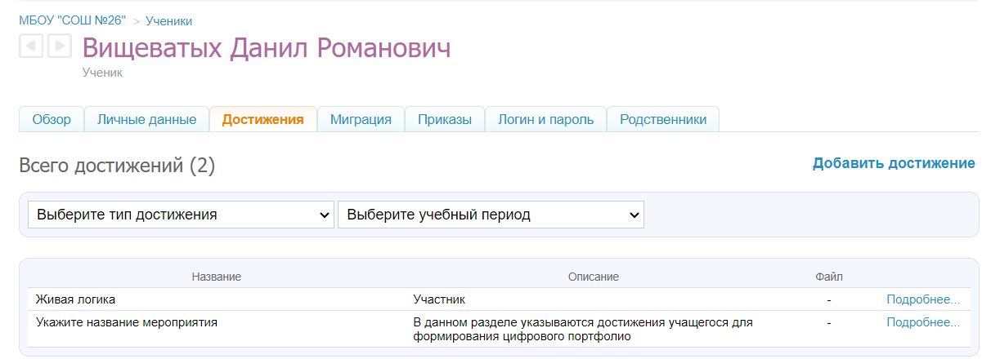 МБОУ "СОШ №26" > Ученики
Вищеватых Данил Романович
Ученик
Обзор Личные данные Достижения Миграция Приказы Логин и пароль Родственники
Всего достижений (2) Добавить достижение
Выберите тип достижения Выберите учебный период
Название Описание Файл
Живая логика Участник - Подробнее...
Укажите название мероприятия В данном разделе указываются достижения учащегося для - Подробнее...
формирования цифрового портфолио